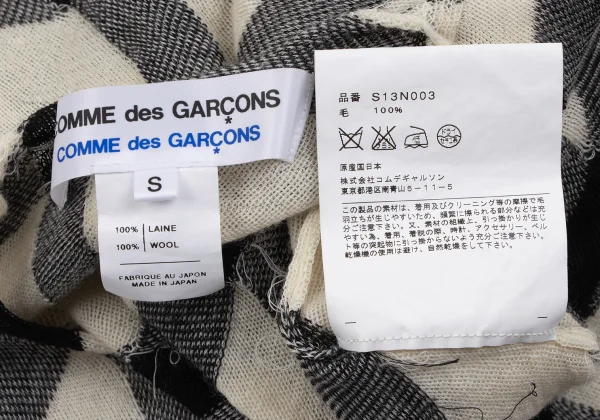 COMME des GARÇONS
COMME des GARÇONS
S
100% LAINE
100% WOOL
FABRIQUE AU JAPON
MADE IN JAPAN
品番 S13N003
毛 100%
原産国日本
株式会社コムデギャルソン
東京都港区南青山5-11-5
この製品の素材は、着用及びクリーニング等の摩擦で毛
羽立ちが生じやすいため、頻繁に擦られる部分などは充
分ご注意下さい。又、素材の組織上、引っ掛かりが生じ
やすい為、着用、着脱の際、時計、アクセサリー、ベル
ト等の突起物に引っ掛からないよう充分ご注意下さい。
乾燥機の使用は避け、自然乾燥をして下さい。